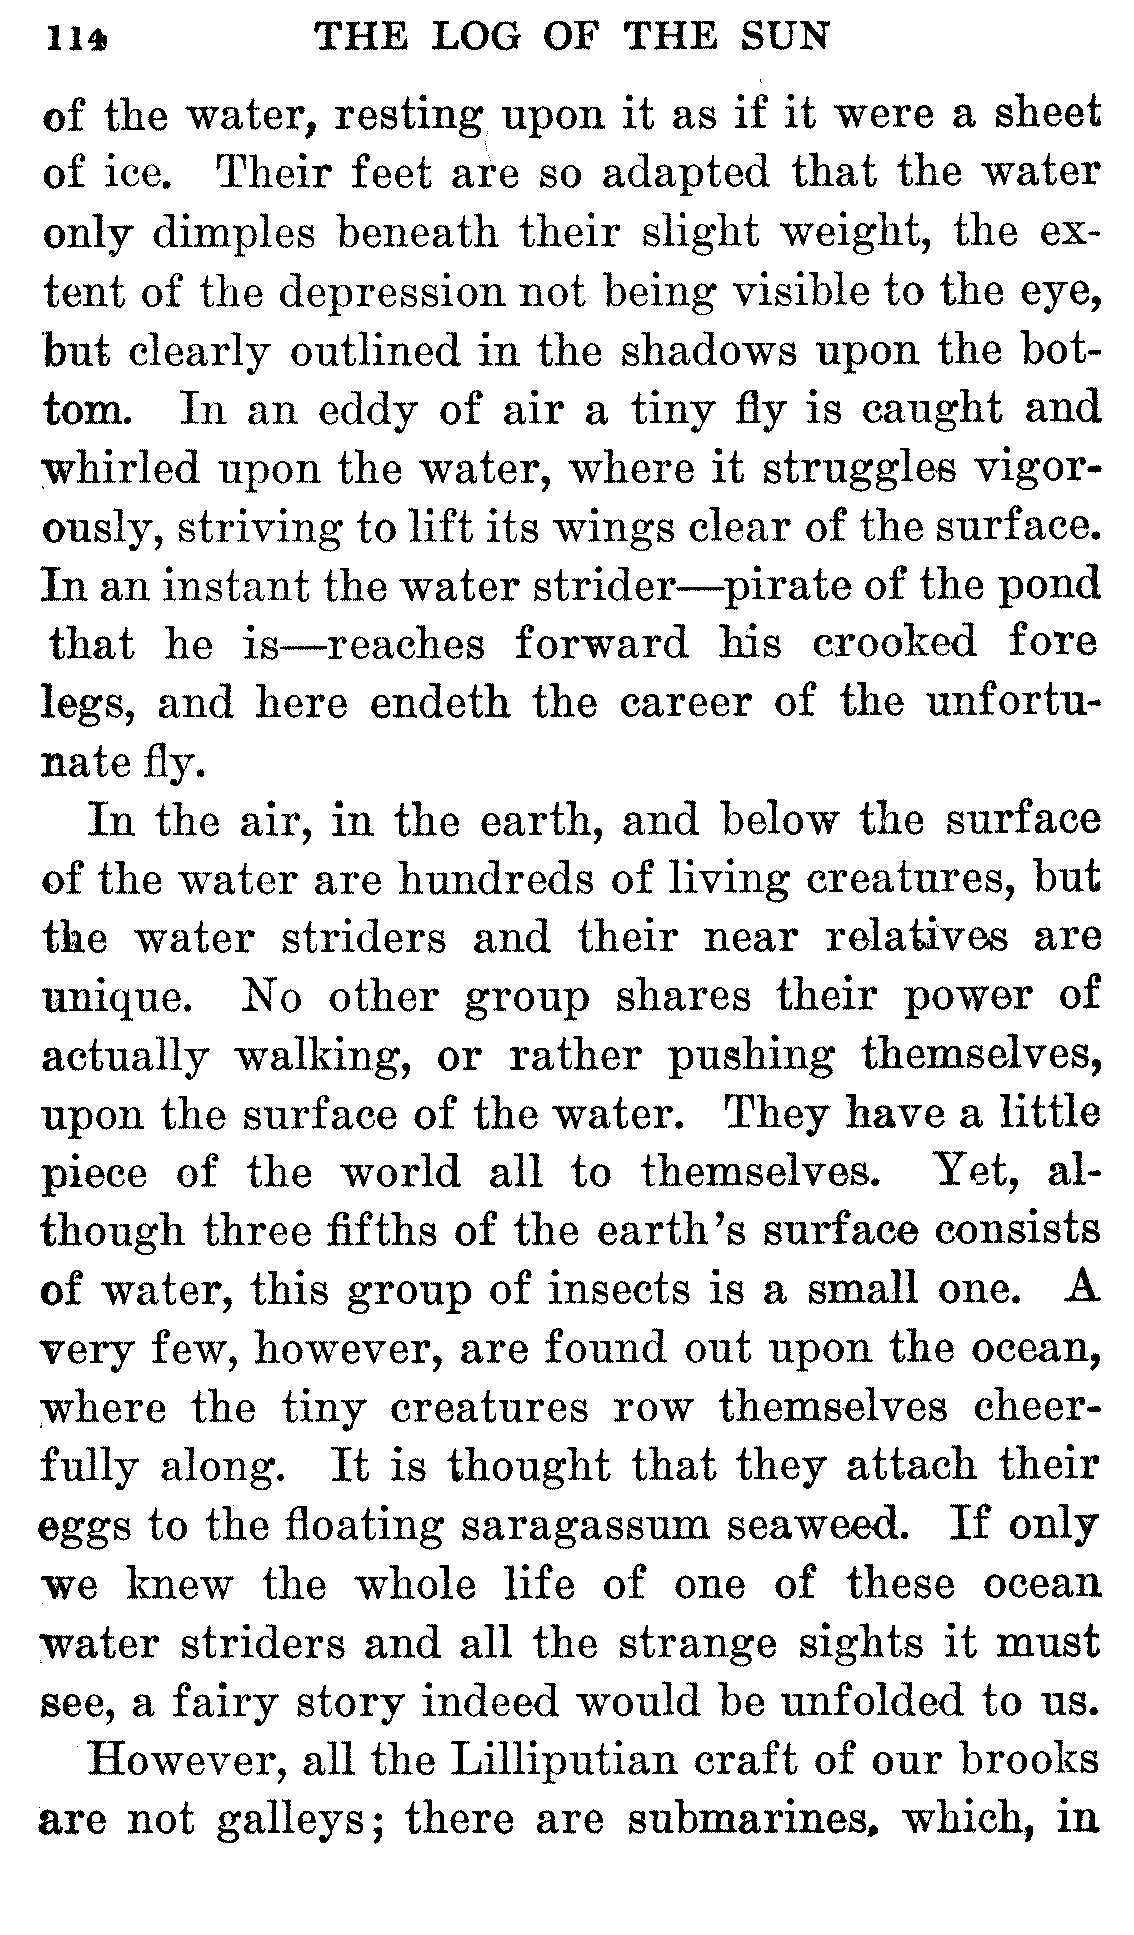 114 THE LOG OF THE SUN
of the water, resting upon it as if it were a sheet
of ice. Their feet are so adapted that the water
only dimples beneath their slight weight, the ex-
tent of the depression not being visible to the eye,
but clearly outlined in the shadows upon the bot-
tom. In an eddy of air a tiny fly is caught and
whirled upon the water, where it struggles vigor-
ously, striving to lift its wings clear of the surface.
In an instant the water strider—pirate of the pond
that he is—reaches forward his crooked fore
legs, and here endeth the career of the unfortu-
nate fly.
In the air, in the earth, and below the surface
of the water are hundreds of living creatures, but
the water striders and their near relatives are
unique. No other group shares their power of
actually walking, or rather pushing themselves,
upon the surface of the water. They have a little
piece of the world all to themselves. Yet, al-
though three fifths of the earth's surface consists
of water, this group of insects is a small one. A
very few, however, are found out upon the ocean,
where the tiny creatures row themselves cheer-
fully along. It is thought that they attach their
eggs to the floating saragassum seaweed. If only
we knew the whole life of one of these ocean
water striders and all the strange sights it must
see, a fairy story indeed would be unfolded to us.
However, all the Lilliputian craft of our brooks
are not galleys; there are submarines, which, in